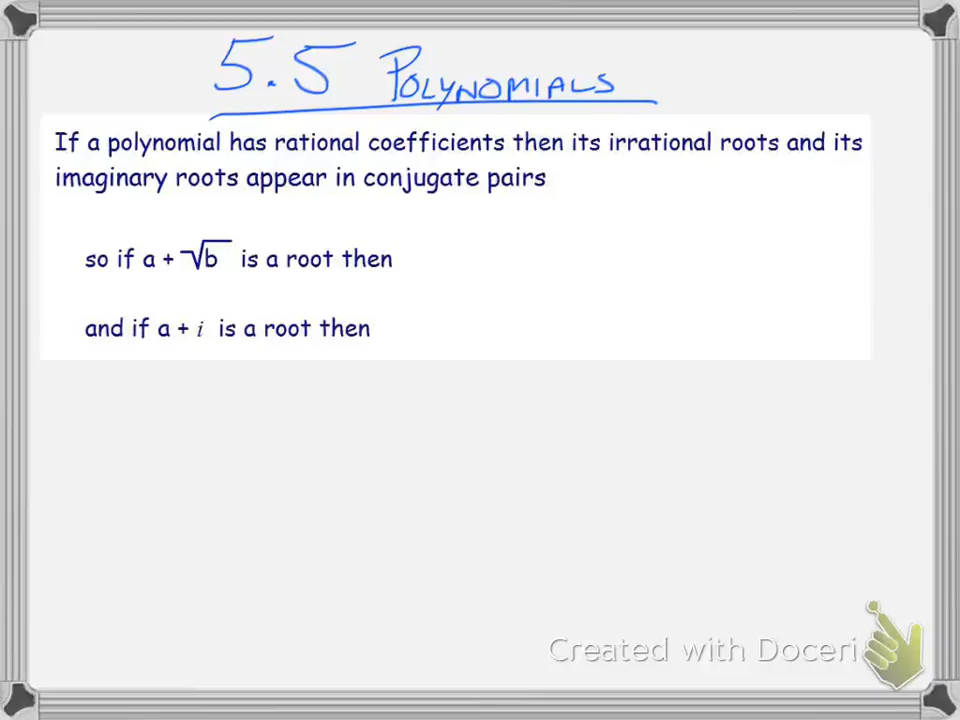 5.5 POLYNOMIALS
If a polynomial has rational coefficients then its irrational roots and its
imaginary roots appear in conjugate pairs
so if a + √b is a root then
and if a + i is a root then
Created with Doceri